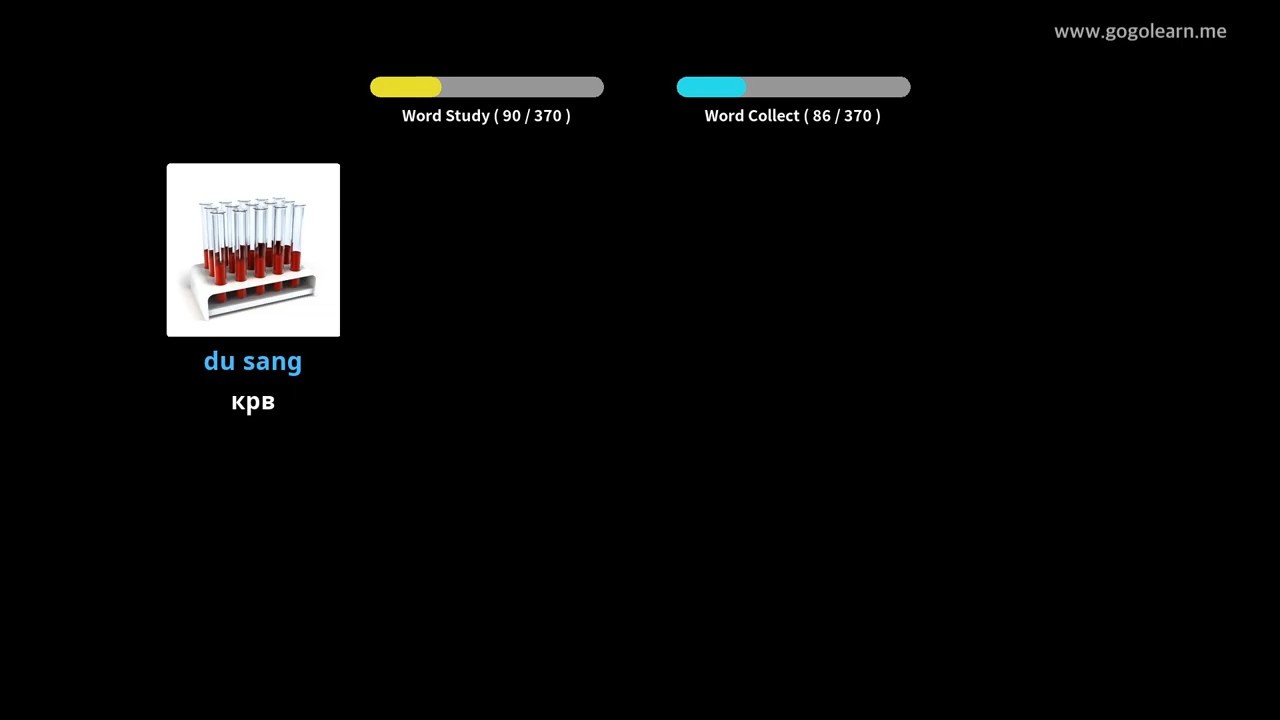 www.gogolearn.me
Word Study ( 90 / 370 )
Word Collect ( 86 / 370 )
du sang
крв